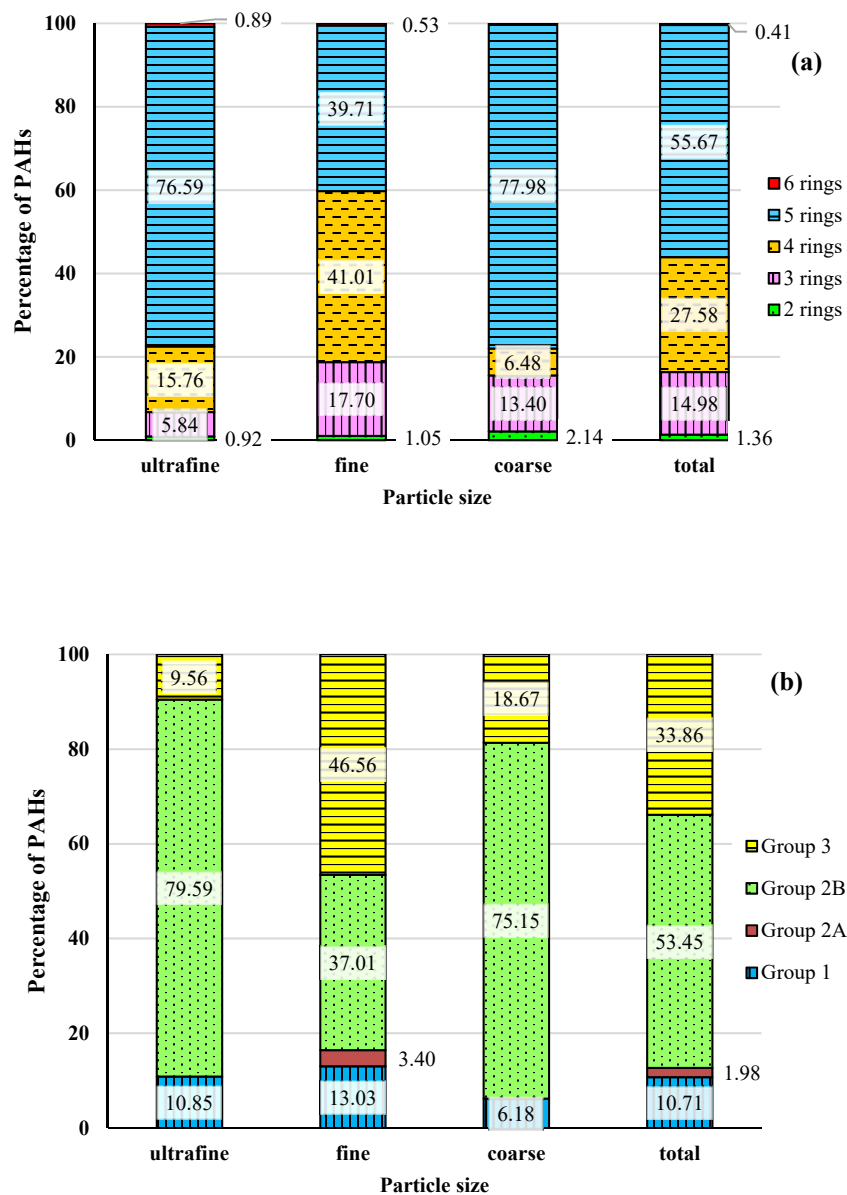 100
80
60
40
20
0
Percentage of PAHs
0.89
0.53
0.41
(a)
76.59
39.71
77.98
55.67
15.76
41.01
6.48
27.58
5.84
17.70
13.40
14.98
0.92
1.05
2.14
1.36
6 rings
5 rings
4 rings
3 rings
2 rings
ultrafine fine coarse total
Particle size
100
80
60
40
20
0
Percentage of PAHs
(b)
9.56
46.56
18.67
33.86
79.59
37.01
75.15
53.45
3.40
1.98
10.85
13.03
6.18
10.71
Group 3
Group 2B
Group 2A
Group 1
ultrafine fine coarse total
Particle size